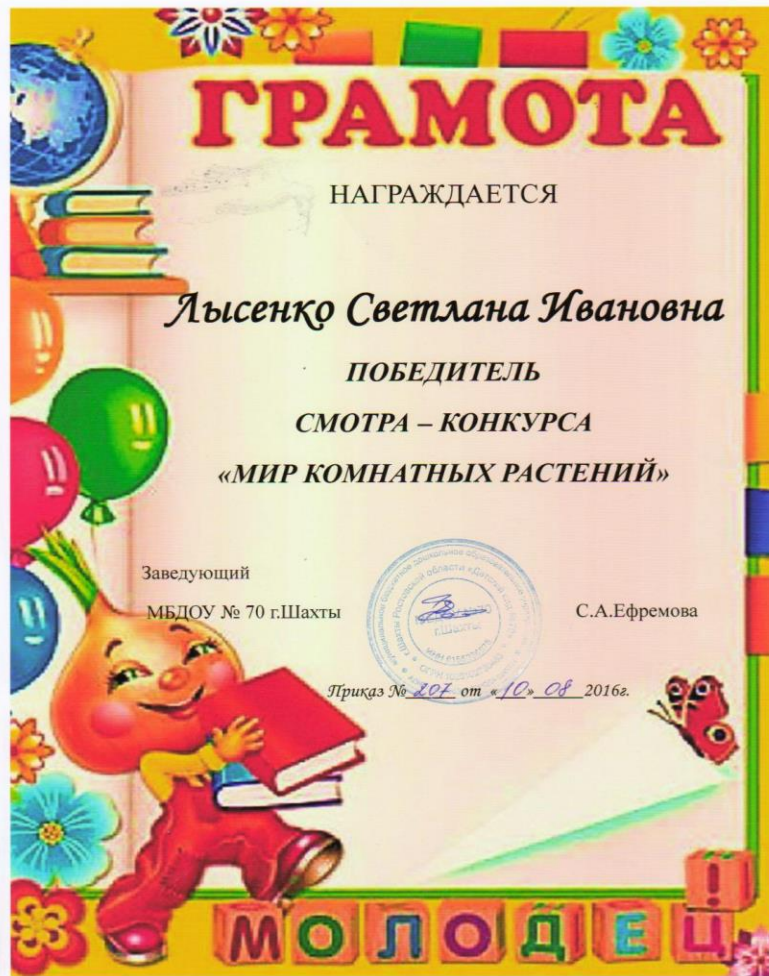 ГРАМОТА
НАГРАЖДАЕТСЯ
Лысенко Светлана Ивановна
ПОБЕДИТЕЛЬ
СМОТРА – КОНКУРСА
«МИР КОМНАТНЫХ РАСТЕНИЙ»
Заведующий
МБДОУ № 70 г.Шахты
С.А.Ефремова
г.Шахты
Приказ № 207 от «10» 08 2016г.
МОЛОДЕЦ!